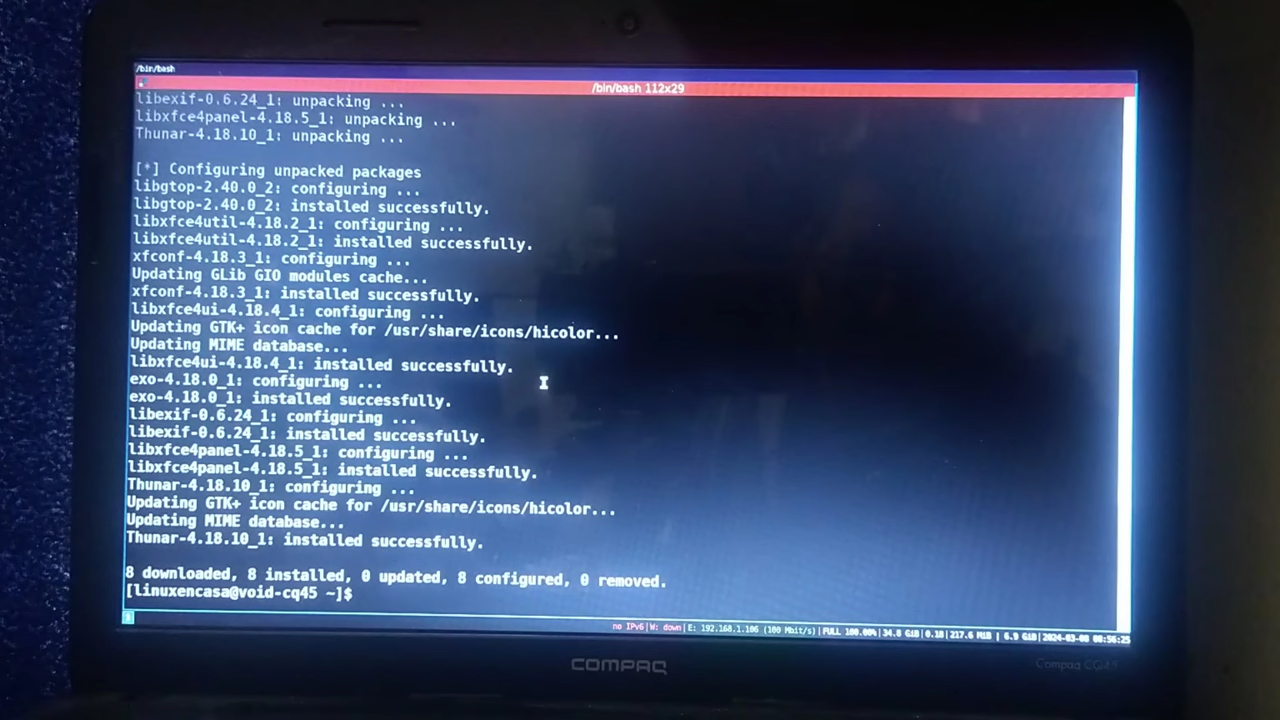 /bin/bash
/bin/bash 112x29
libexif-0.6.24_1: unpacking ...
libxfce4panel-4.18.5_1: unpacking ...
Thunar-4.18.10_1: unpacking ...
[*] Configuring unpacked packages
libgtop-2.40.0_2: configuring ...
libgtop-2.40.0_2: installed successfully.
libxfce4util-4.18.2_1: configuring ...
libxfce4util-4.18.2_1: installed successfully.
xfconf-4.18.3_1: configuring ...
Updating GLib GIO modules cache...
xfconf-4.18.3_1: installed successfully.
libxfce4ui-4.18.4_1: configuring ...
Updating GTK+ icon cache for /usr/share/icons/hicolor...
Updating MIME database...
libxfce4ui-4.18.4_1: installed successfully.
exo-4.18.0_1: configuring ...
exo-4.18.0_1: installed successfully.
libexif-0.6.24_1: configuring ...
libexif-0.6.24_1: installed successfully.
libxfce4panel-4.18.5_1: configuring ...
libxfce4panel-4.18.5_1: installed successfully.
Thunar-4.18.10_1: configuring ...
Updating GTK+ icon cache for /usr/share/icons/hicolor...
Updating MIME database...
Thunar-4.18.10_1: installed successfully.
8 downloaded, 8 installed, 0 updated, 8 configured, 0 removed.
[linuxencasa@void-cq45 ~]$
no IPv6|W: down|E: 192.168.1.106 (100 Mbit/s)|FULL 100.00%|34.8 GiB|0.18|217.6 MiB | 6.9 GiB|2024-03-08 08:56:25
COMPAQ
Compaq CQ45